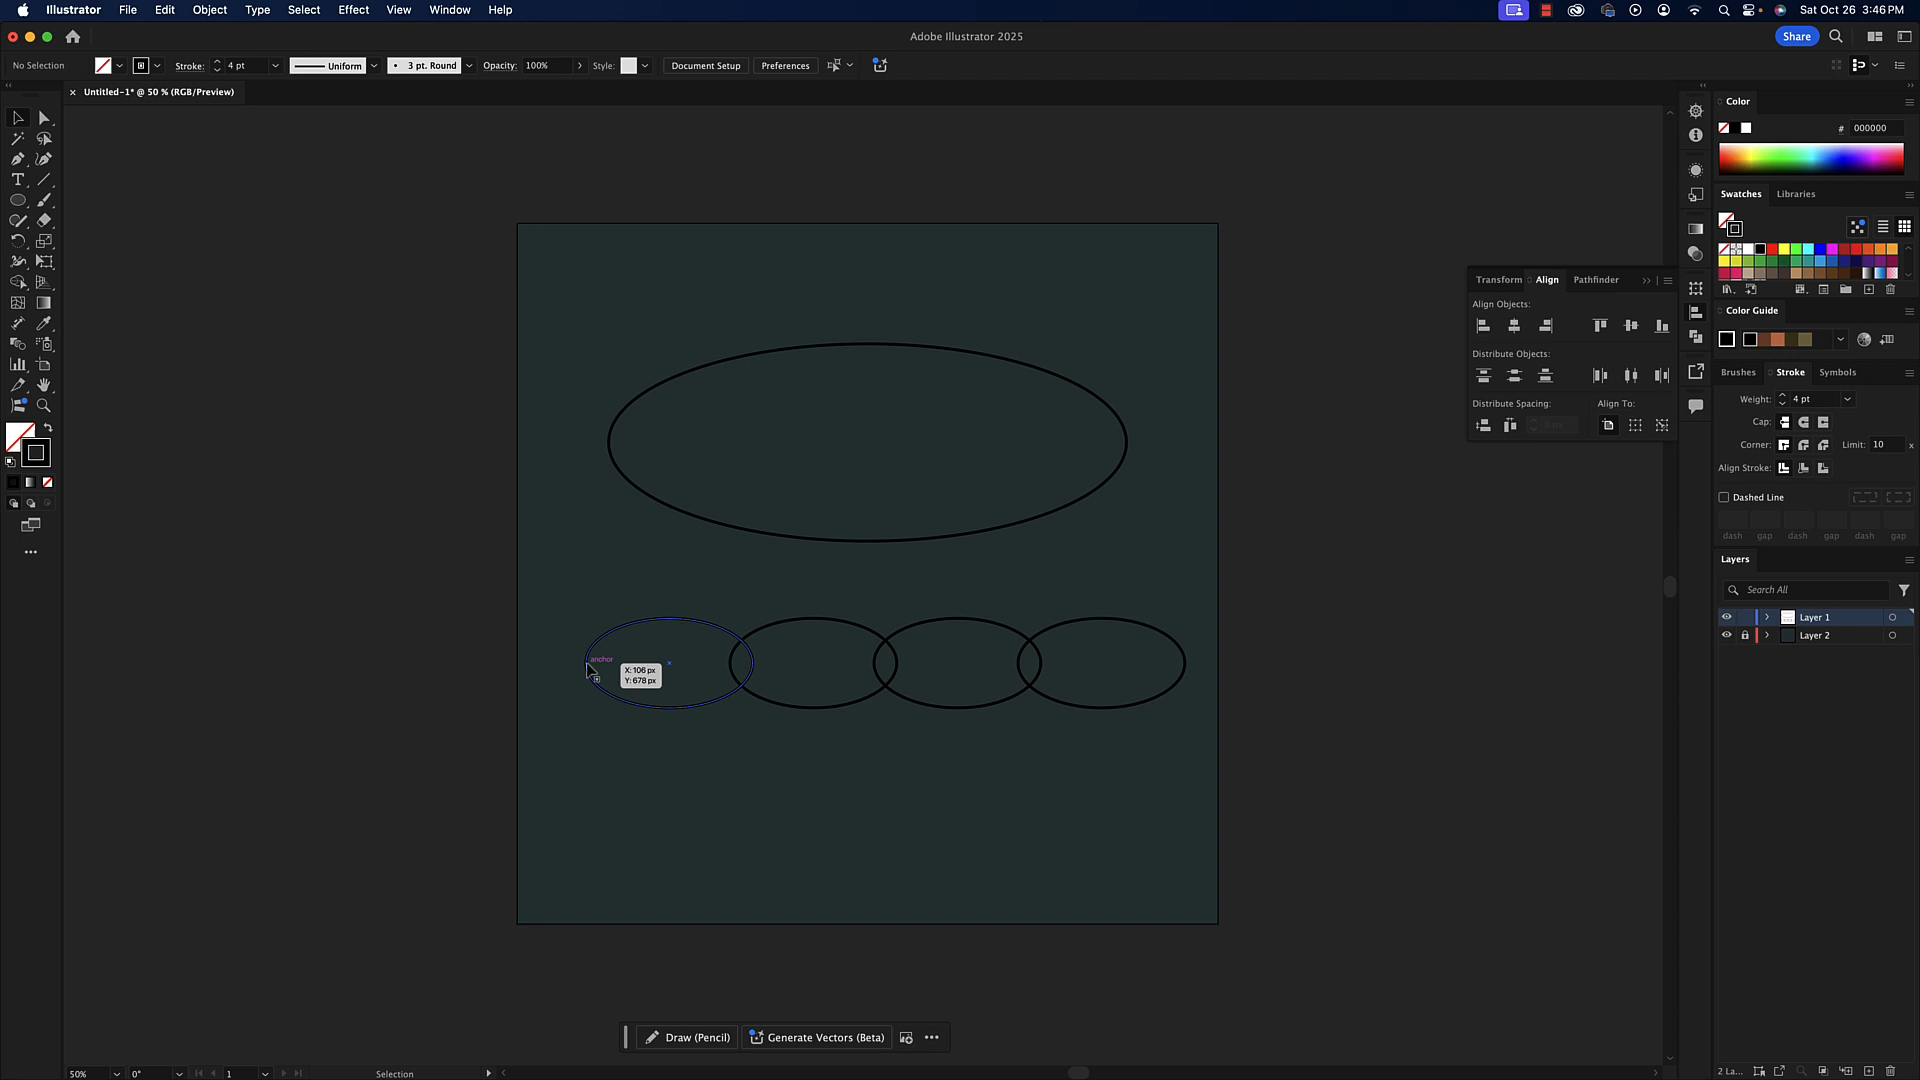 Illustrator File Edit Object Type Select Effect View Window Help
Sat Oct 26 3:46 PM
Adobe Illustrator 2025
Share
No Selection
Stroke: 4 pt
Uniform
3 pt. Round
Opacity: 100%
Style:
Document Setup
Preferences
Untitled-1* @ 50 % (RGB/Preview)
Color
# 000000
Swatches Libraries
Transform Align Pathfinder
Align Objects:
Distribute Objects:
Distribute Spacing:
Align To:
Color Guide
Brushes Stroke Symbols
Weight: 4 pt
Cap:
Corner: Limit: 10 x
Align Stroke:
Dashed Line
dash gap dash gap dash gap
Layers
Search All
Layer 1
Layer 2
anchor
X: 106 px
Y: 678 px
Draw (Pencil)
Generate Vectors (Beta)
50%
0°
1
Selection
2 La...